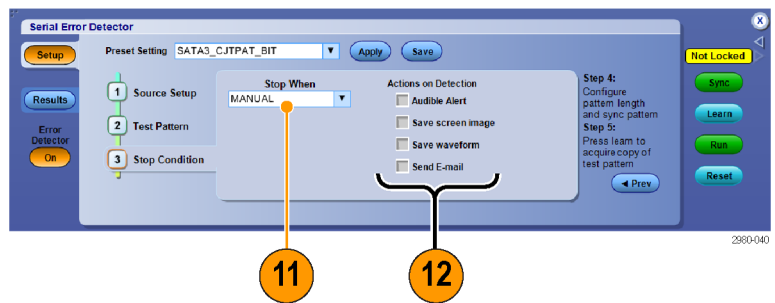 Serial Error Detector
X
Setup
Preset Setting SATA3_CJTPAT_BIT Apply Save
Not Locked
Results
Error
Detector
On
1 Source Setup
2 Test Pattern
3 Stop Condition
Stop When
MANUAL
Actions on Detection
Audible Alert
Save screen image
Save waveform
Send E-mail
Step 4:
Configure
pattern length
and sync pattern
Step 5:
Press learn to
acquire copy of
test pattern
Prev
Sync
Learn
Run
Reset
2980-040
11
12